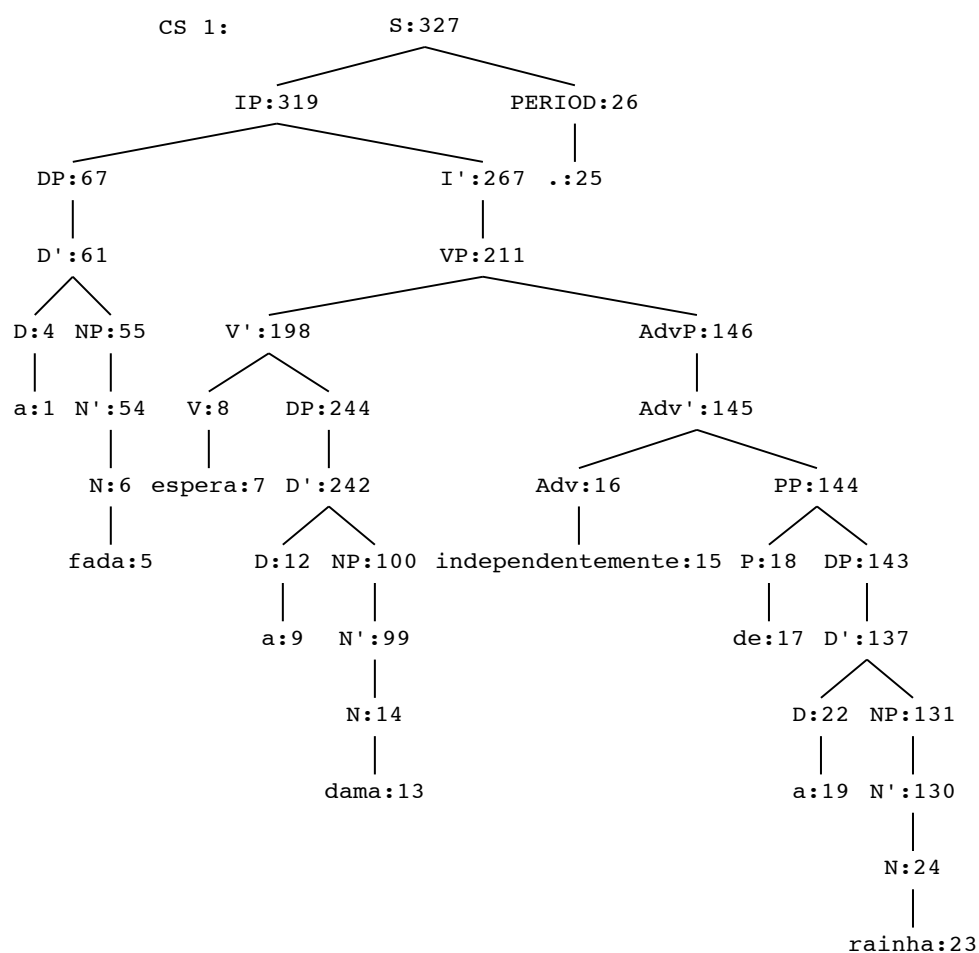 CS 1: S:327
IP:319 PERIOD:26
DP:67 I':267 .:25
D':61 VP:211
D:4 NP:55 V':198 AdvP:146
a:1 N':54 V:8 DP:244 Adv':145
N:6 espera:7 D':242 Adv:16 PP:144
fada:5 D:12 NP:100 independentemente:15 P:18 DP:143
a:9 N':99 de:17 D':137
N:14 D:22 NP:131
dama:13 a:19 N':130
N:24
rainha:23